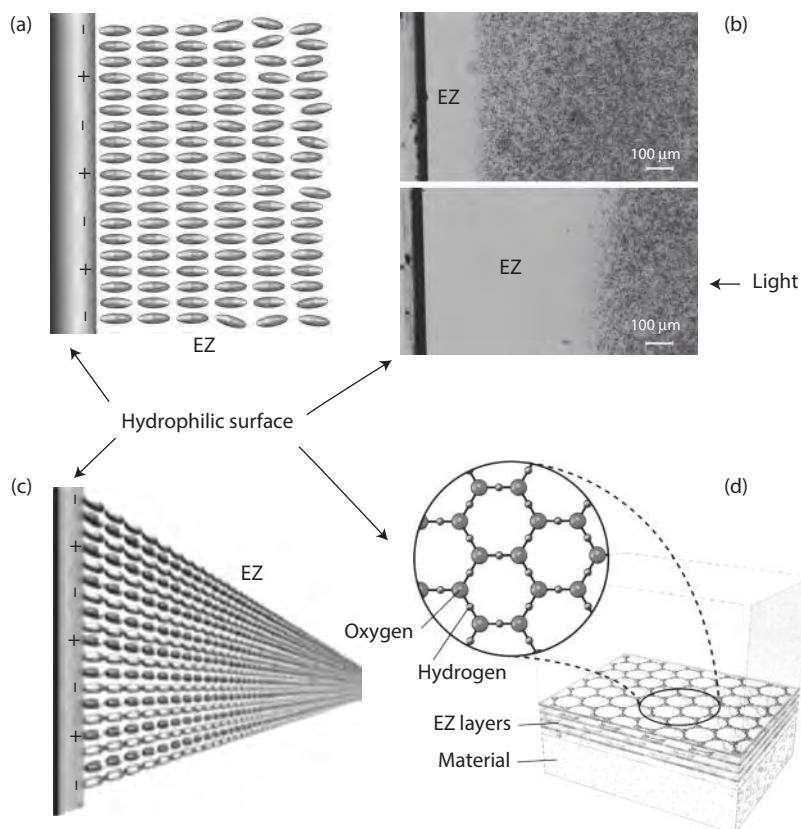 (a)
−
+
−
+
−
+
−
EZ
(b)
EZ
100 μm
EZ
100 μm
Light
Hydrophilic surface
(c)
−
+
−
+
−
+
−
EZ
(d)
Oxygen
Hydrogen
EZ layers
Material